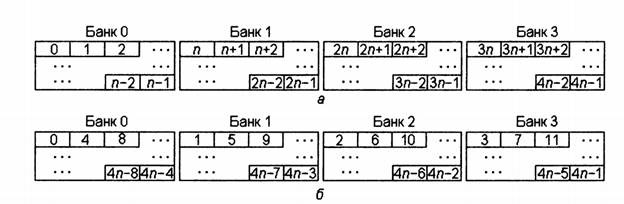 Банк 0 Банк 1 Банк 2 Банк 3
0 1 2 ... n n+1 n+2 ... 2n 2n+1 2n+2 ... 3n 3n+1 3n+2 ...
... ... ... ... ... ... ... ...
... n−2 n−1 ... 2n−2 2n−1 ... 3n−2 3n−1 ... 4n−2 4n−1
а
Банк 0 Банк 1 Банк 2 Банк 3
0 4 8 ... 1 5 9 ... 2 6 10 ... 3 7 11 ...
... ... ... ... ... ... ... ...
... 4n−8 4n−4 ... 4n−7 4n−3 ... 4n−6 4n−2 ... 4n−5 4n−1
б